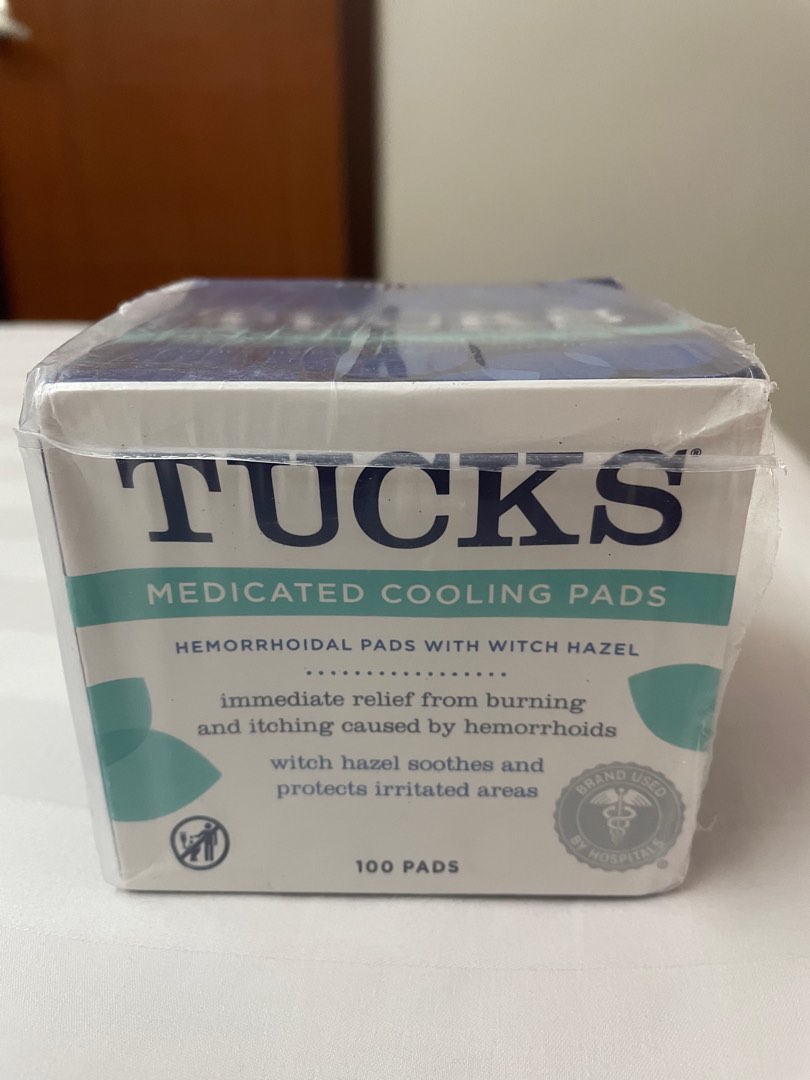 TUCKS®
MEDICATED COOLING PADS
HEMORRHOIDAL PADS WITH WITCH HAZEL
immediate relief from burning
and itching caused by hemorrhoids
witch hazel soothes and
protects irritated areas
BRAND USED
BY HOSPITALS
100 PADS